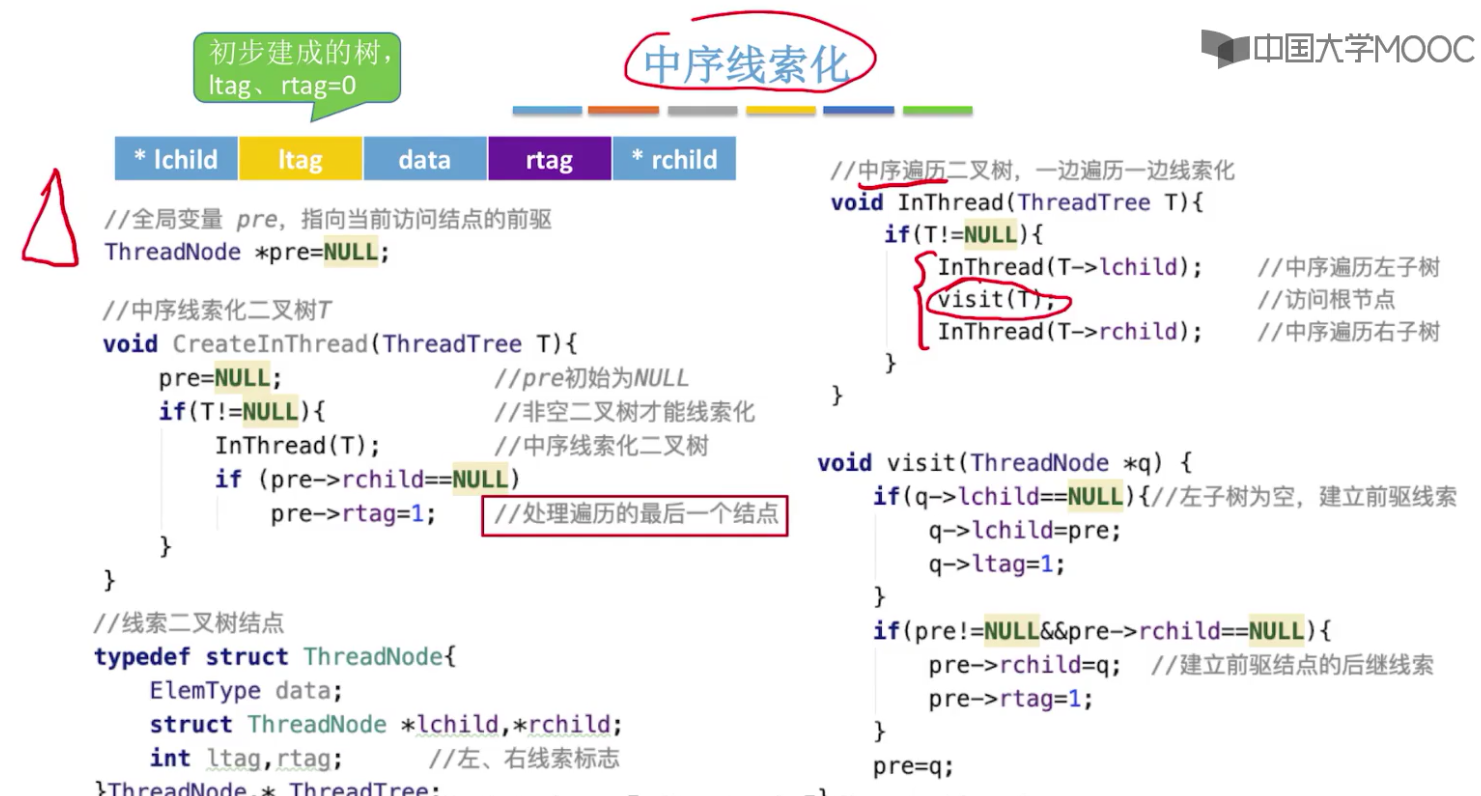 初步建成的树，
ltag、rtag=0
中序线索化
中国大学MOOC
* lchild ltag data rtag * rchild
//全局变量 pre，指向当前访问结点的前驱
ThreadNode *pre=NULL;
//中序线索化二叉树T
void CreateInThread(ThreadTree T){
pre=NULL; //pre初始为NULL
if(T!=NULL){ //非空二叉树才能线索化
InThread(T); //中序线索化二叉树
if (pre->rchild==NULL)
pre->rtag=1; //处理遍历的最后一个结点
}
}
//线索二叉树结点
typedef struct ThreadNode{
ElemType data;
struct ThreadNode *lchild,*rchild;
int ltag,rtag; //左、右线索标志
}ThreadNode,* ThreadTree;
//中序遍历二叉树，一边遍历一边线索化
void InThread(ThreadTree T){
if(T!=NULL){
InThread(T->lchild); //中序遍历左子树
visit(T); //访问根节点
InThread(T->rchild); //中序遍历右子树
}
}
void visit(ThreadNode *q) {
if(q->lchild==NULL){//左子树为空，建立前驱线索
q->lchild=pre;
q->ltag=1;
}
if(pre!=NULL&&pre->rchild==NULL){
pre->rchild=q; //建立前驱结点的后继线索
pre->rtag=1;
}
pre=q;
}